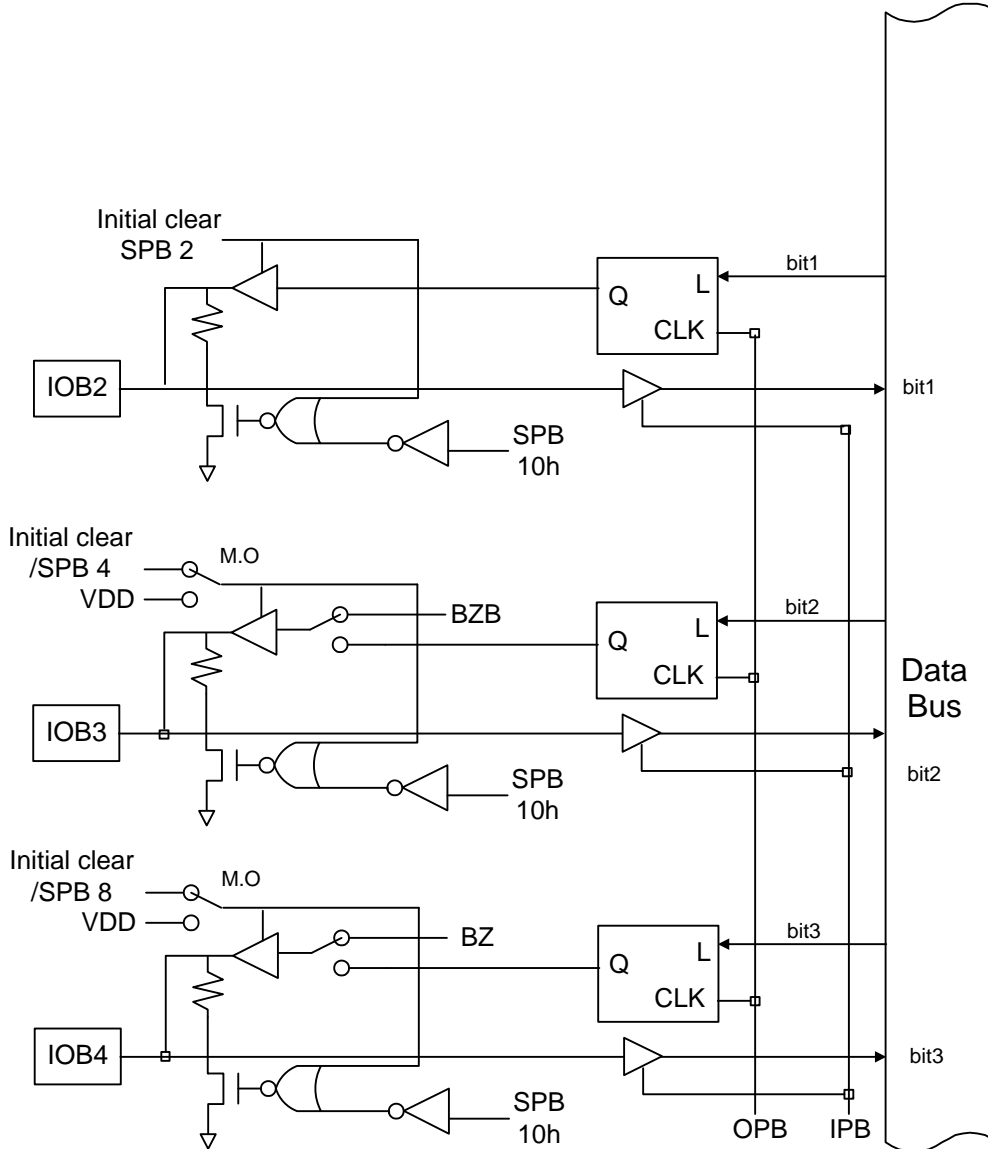 Initial clear
SPB 2
Q
L
CLK
bit1
IOB2
bit1
SPB
10h
Initial clear
/SPB 4
M.O
VDD
BZB
Q
L
CLK
bit2
Data
Bus
IOB3
bit2
SPB
10h
Initial clear
/SPB 8
M.O
VDD
BZ
Q
L
CLK
bit3
IOB4
bit3
SPB
10h
OPB
IPB